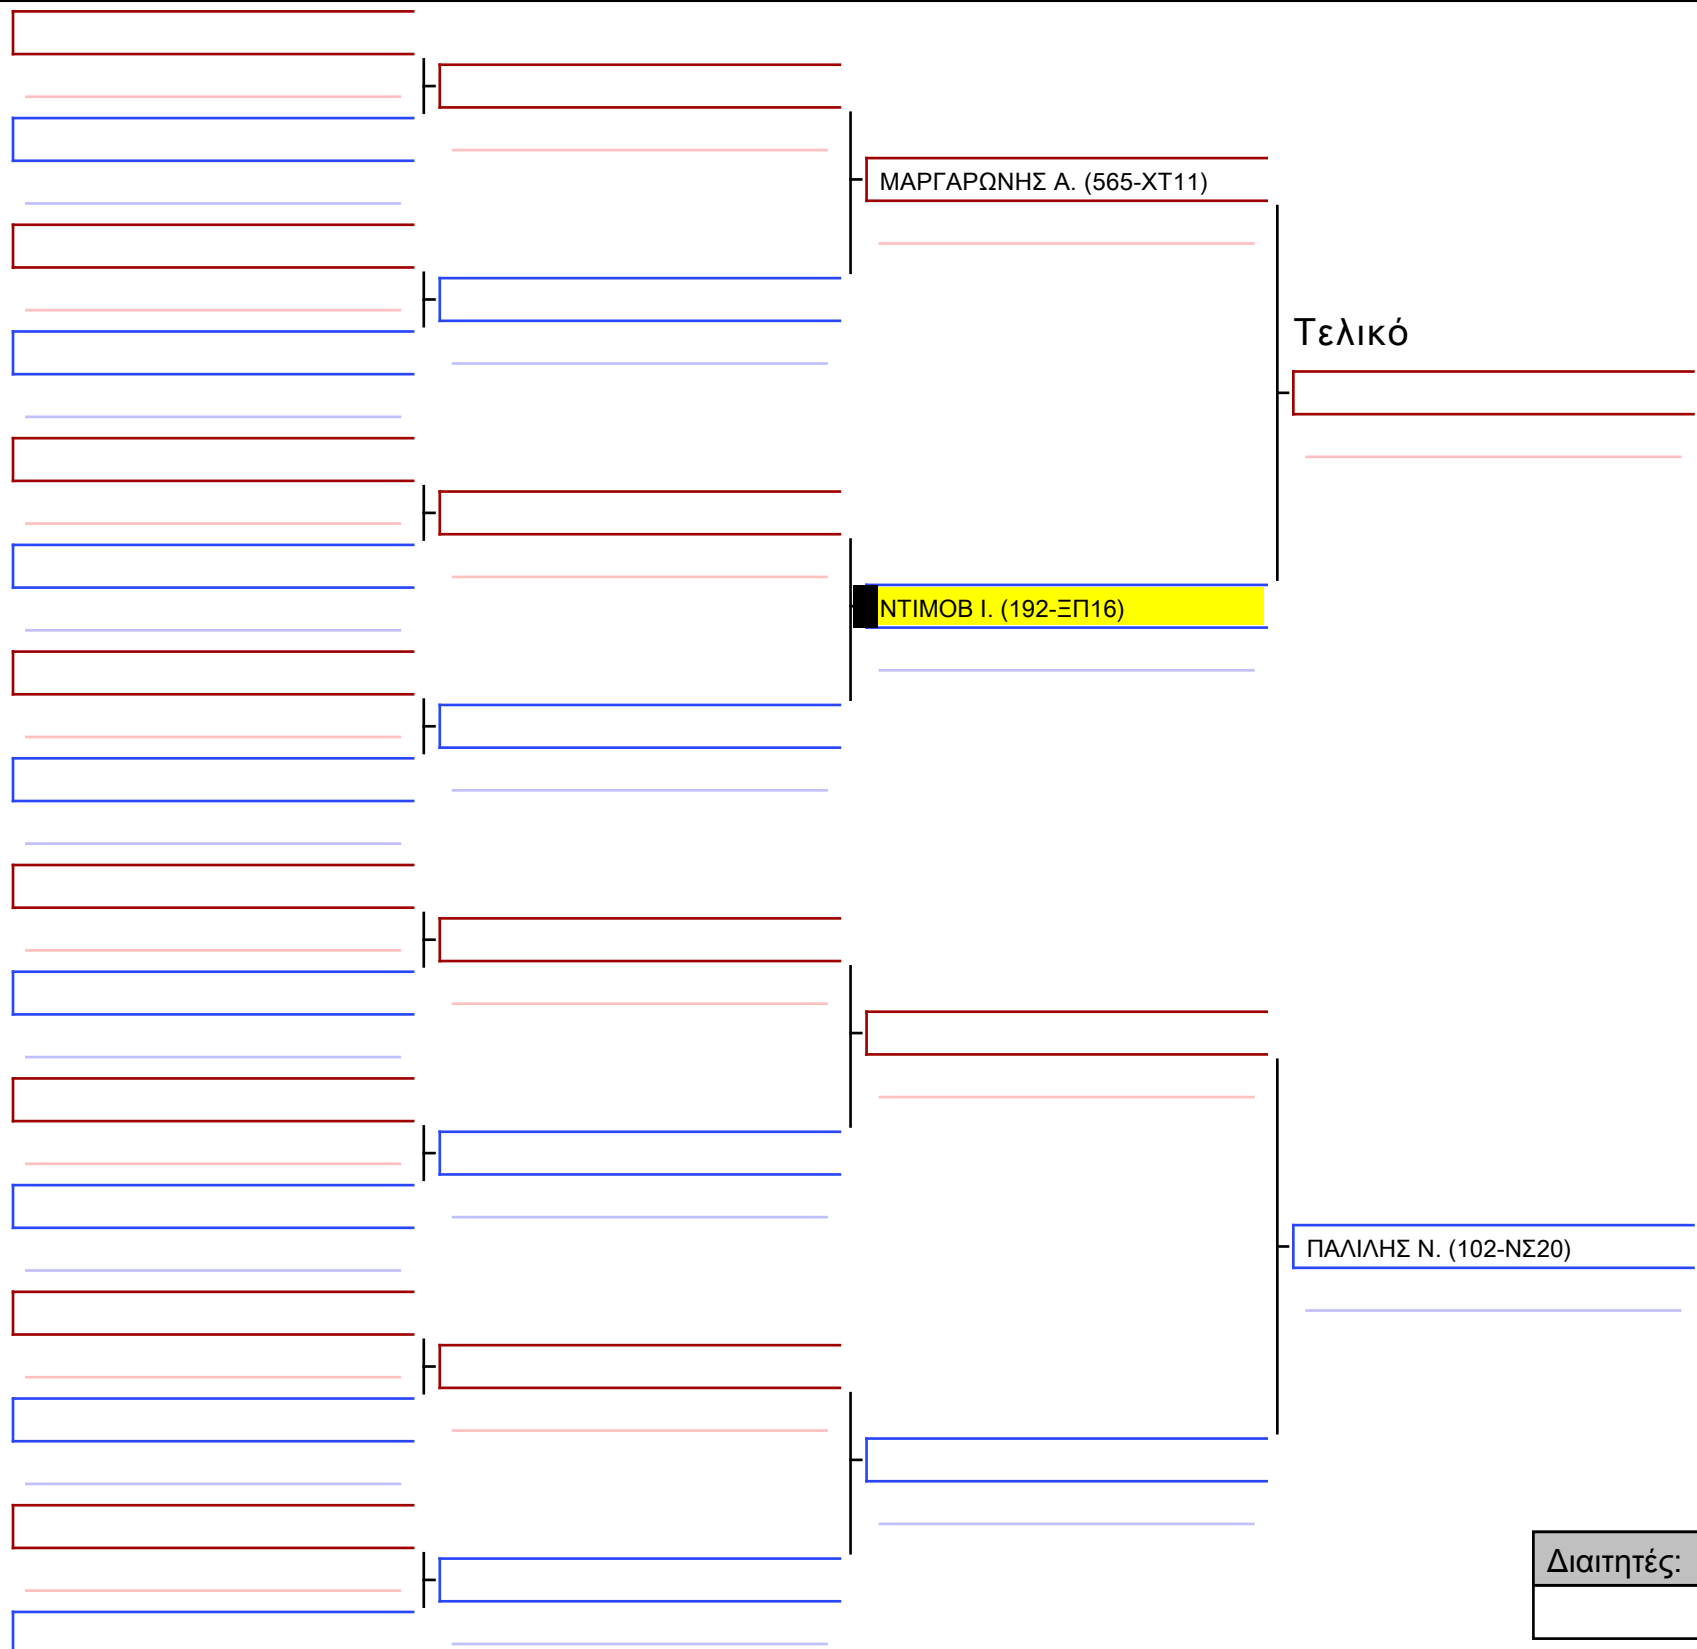 ΜΑΡΓΑΡΩΝΗΣ Α. (565-ΧΤ11)
Τελικό
ΝΤΙΜΟΒ Ι. (192-ΞΠ16)
ΠΑΛΙΛΗΣ Ν. (102-ΝΣ20)
Διαιτητές: